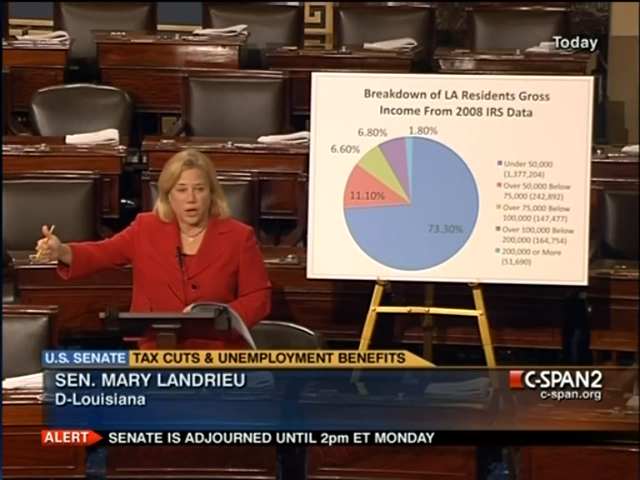 Today
Breakdown of LA Residents Gross
Income From 2008 IRS Data
6.80%
1.80%
6.60%
11.10%
73.30%
Under 50,000
(1,377,204)
Over 50,000 Below
75,000 (242,892)
Over 75,000 Below
100,000 (147,477)
Over 100,000 Below
200,000 (164,754)
200,000 or More
(51,690)
U.S. SENATE TAX CUTS & UNEMPLOYMENT BENEFITS
SEN. MARY LANDRIEU
D-Louisiana
C-SPAN2
c-span.org
ALERT SENATE IS ADJOURNED UNTIL 2pm ET MONDAY